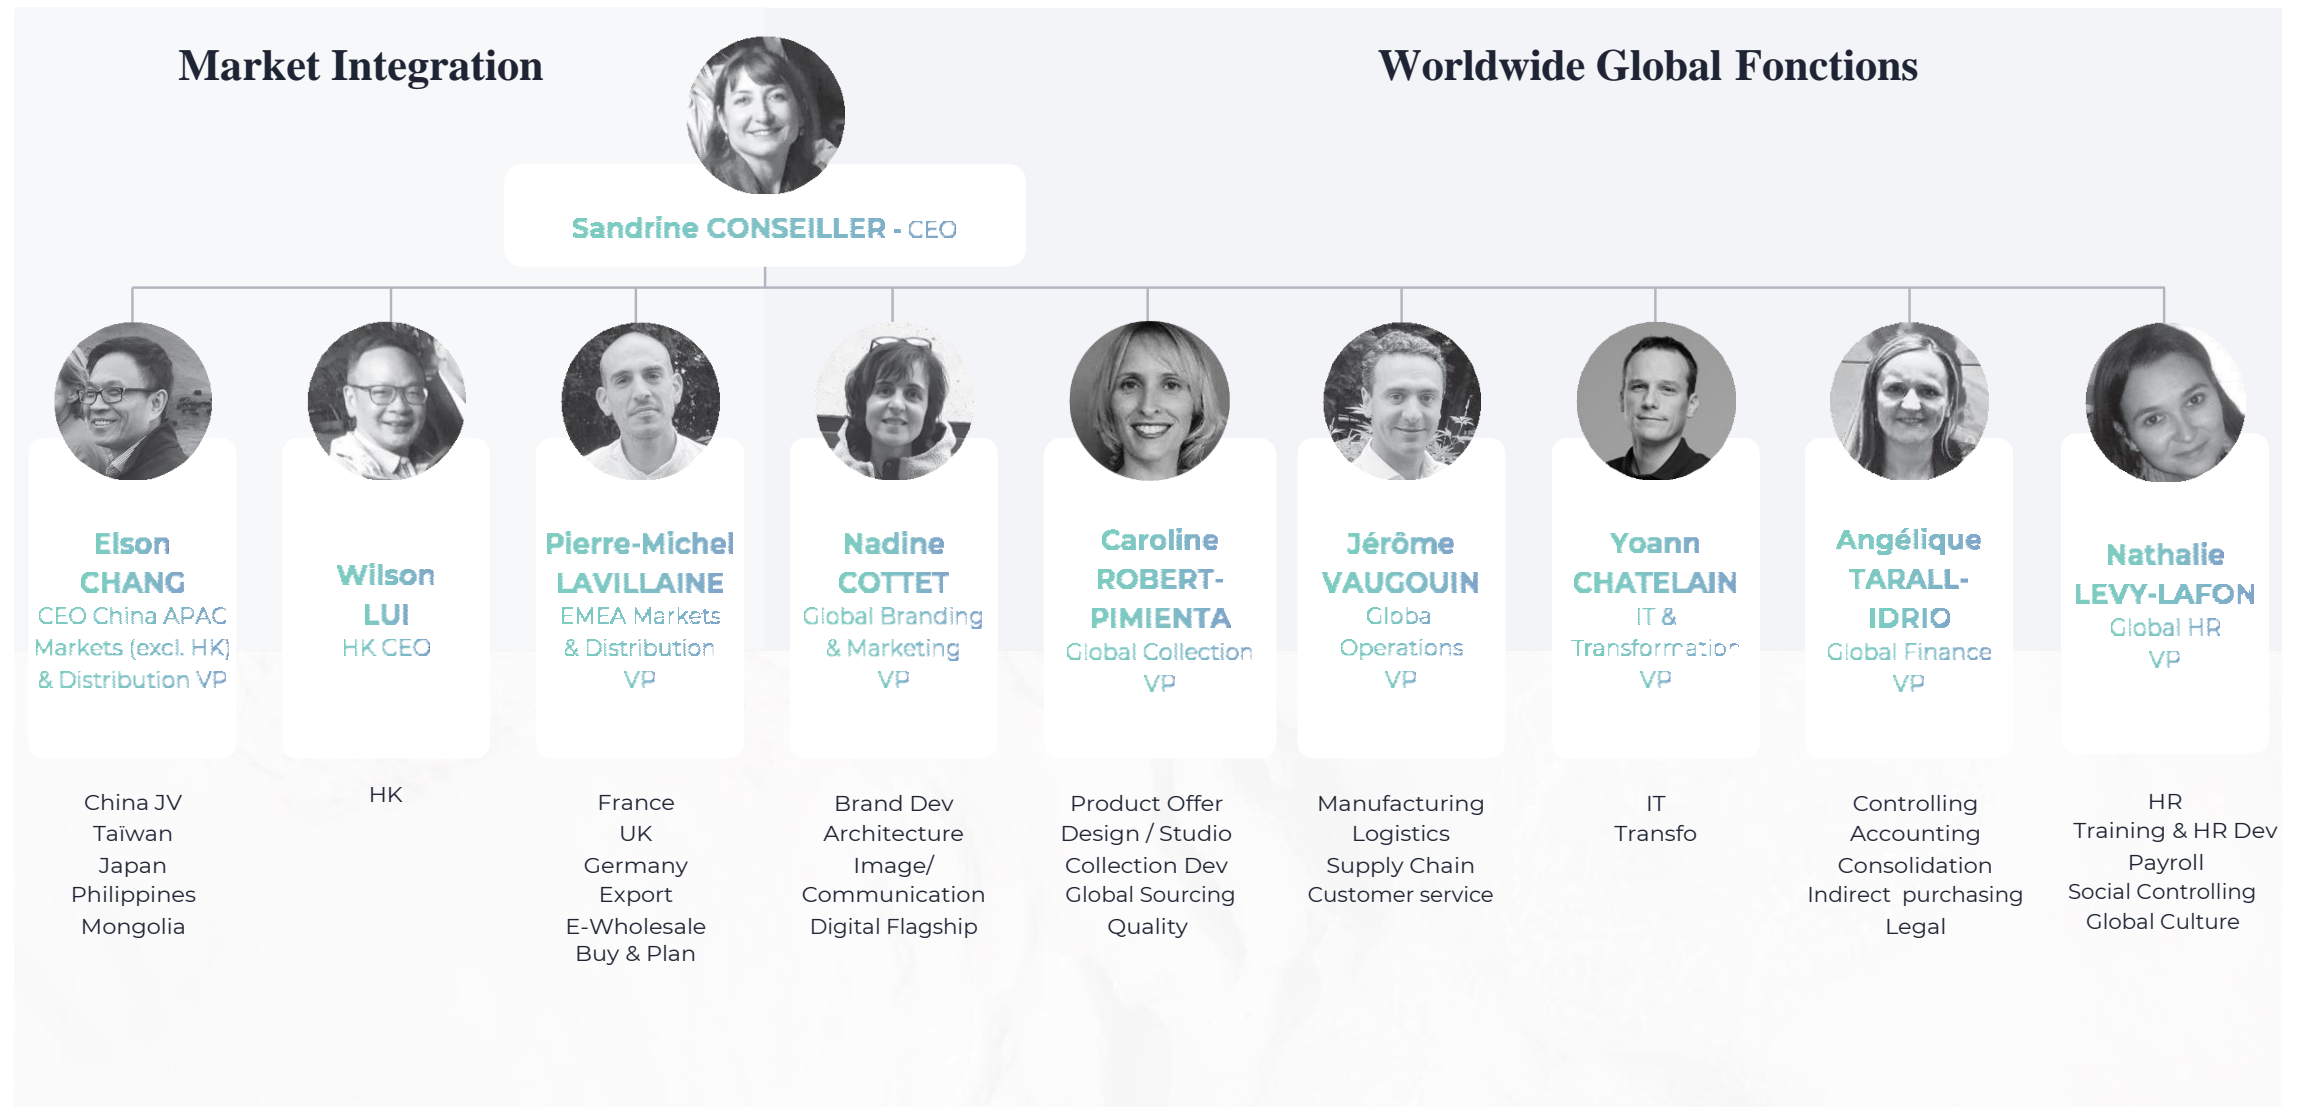 Market Integration
Worldwide Global Fonctions
Sandrine CONSEILLER - CEO
Elson
CHANG
CEO China APAC
Markets (excl. HK)
& Distribution VP
China JV
Taïwan
Japan
Philippines
Mongolia
Wilson
LUI
HK CEO
HK
Pierre-Michel
LAVILLAINE
EMEA Markets
& Distribution
VP
France
UK
Germany
Export
E-Wholesale
Buy & Plan
Nadine
COTTET
Global Branding
& Marketing
VP
Brand Dev
Architecture
Image/
Communication
Digital Flagship
Caroline
ROBERT-
PIMIENTA
Global Collection
VP
Product Offer
Design / Studio
Collection Dev
Global Sourcing
Quality
Jérôme
VAUGOUIN
Globa
Operations
VP
Manufacturing
Logistics
Supply Chain
Customer service
Yoann
CHATELAIN
IT &
Transformation
VP
IT
Transfo
Angélique
TARALL-
IDRIO
Global Finance
VP
Controlling
Accounting
Consolidation
Indirect purchasing
Legal
Nathalie
LEVY-LAFON
Global HR
VP
HR
Training & HR Dev
Payroll
Social Controlling
Global Culture